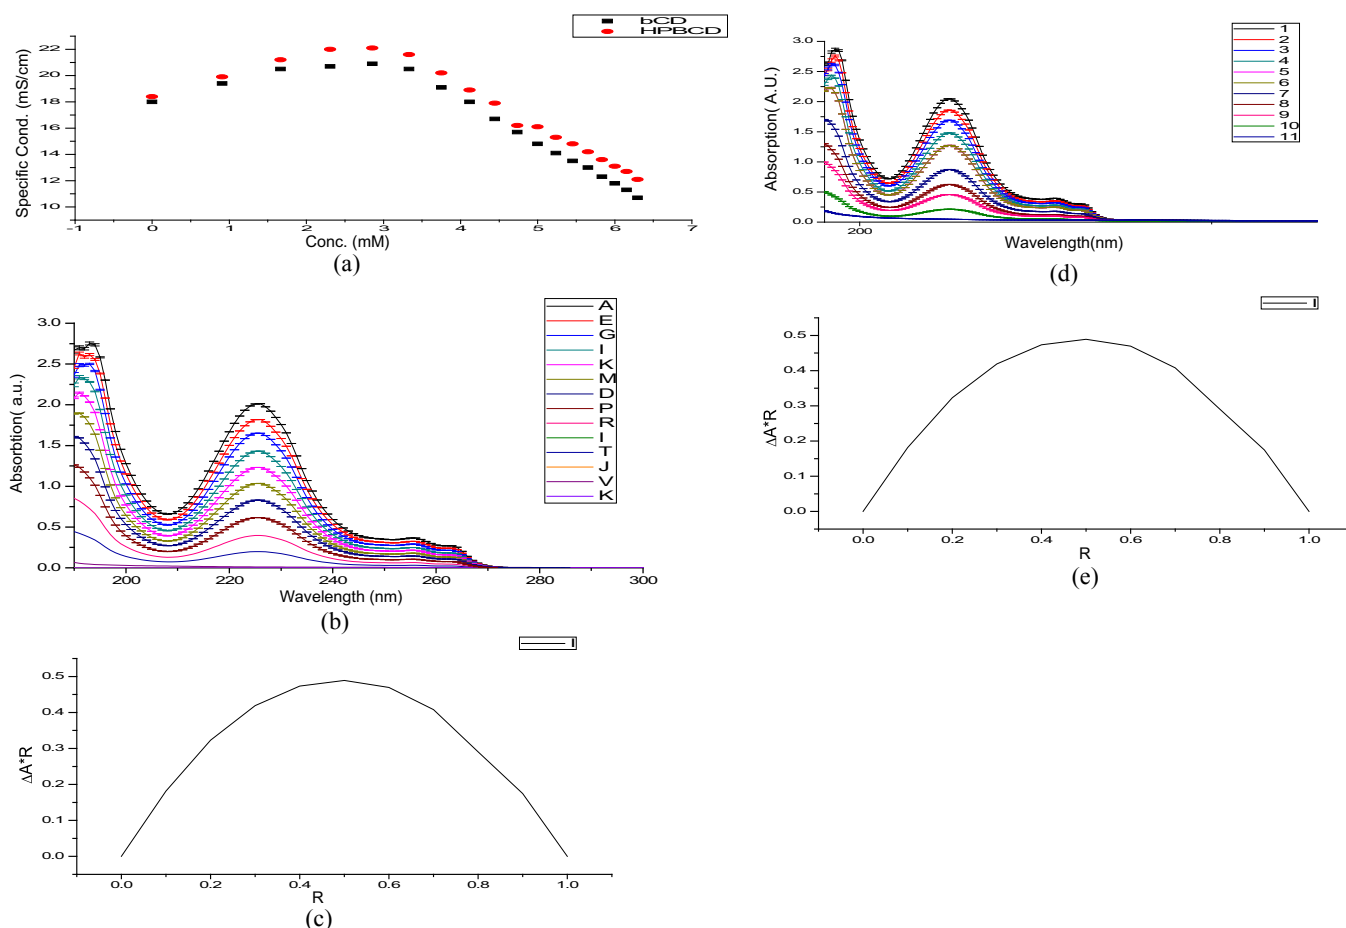 bCD
HPBCD
22
20
18
16
14
12
10
Specific Cond. (mS/cm)
-1 0 1 2 3 4 5 6 7
Conc. (mM)
(a)
1
2
3
4
5
6
7
8
9
10
11
3.0
2.5
2.0
1.5
1.0
0.5
0.0
Absorption( A.U.)
200
Wavelength(nm)
(d)
A
E
G
I
K
M
D
P
R
I
T
J
V
K
3.0
2.5
2.0
1.5
1.0
0.5
0.0
Absorption( a.u.)
200 220 240 260 280 300
Wavelength (nm)
(b)
I
0.5
0.4
0.3
0.2
0.1
0.0
ΔA*R
0.0 0.2 0.4 0.6 0.8 1.0
R
(e)
I
0.5
0.4
0.3
0.2
0.1
0.0
ΔA*R
0.0 0.2 0.4 0.6 0.8 1.0
R
(c)